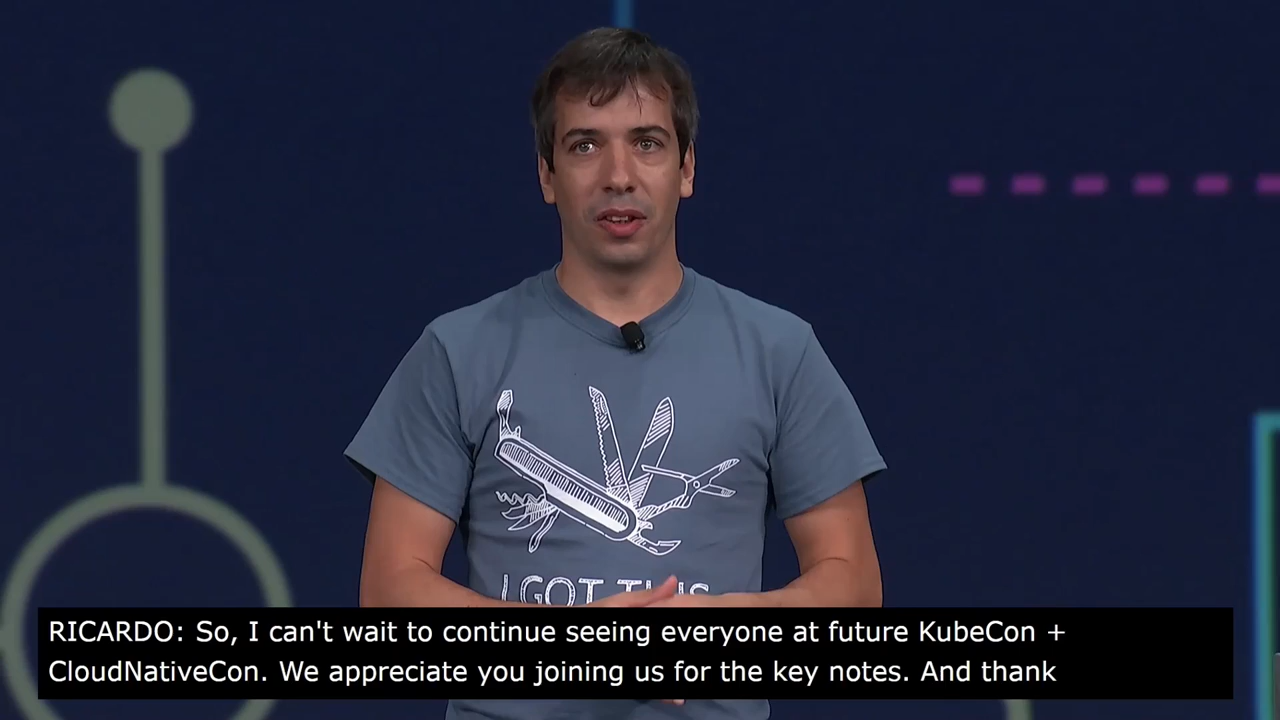 I GOT THIS
RICARDO: So, I can't wait to continue seeing everyone at future KubeCon +
CloudNativeCon. We appreciate you joining us for the key notes. And thank